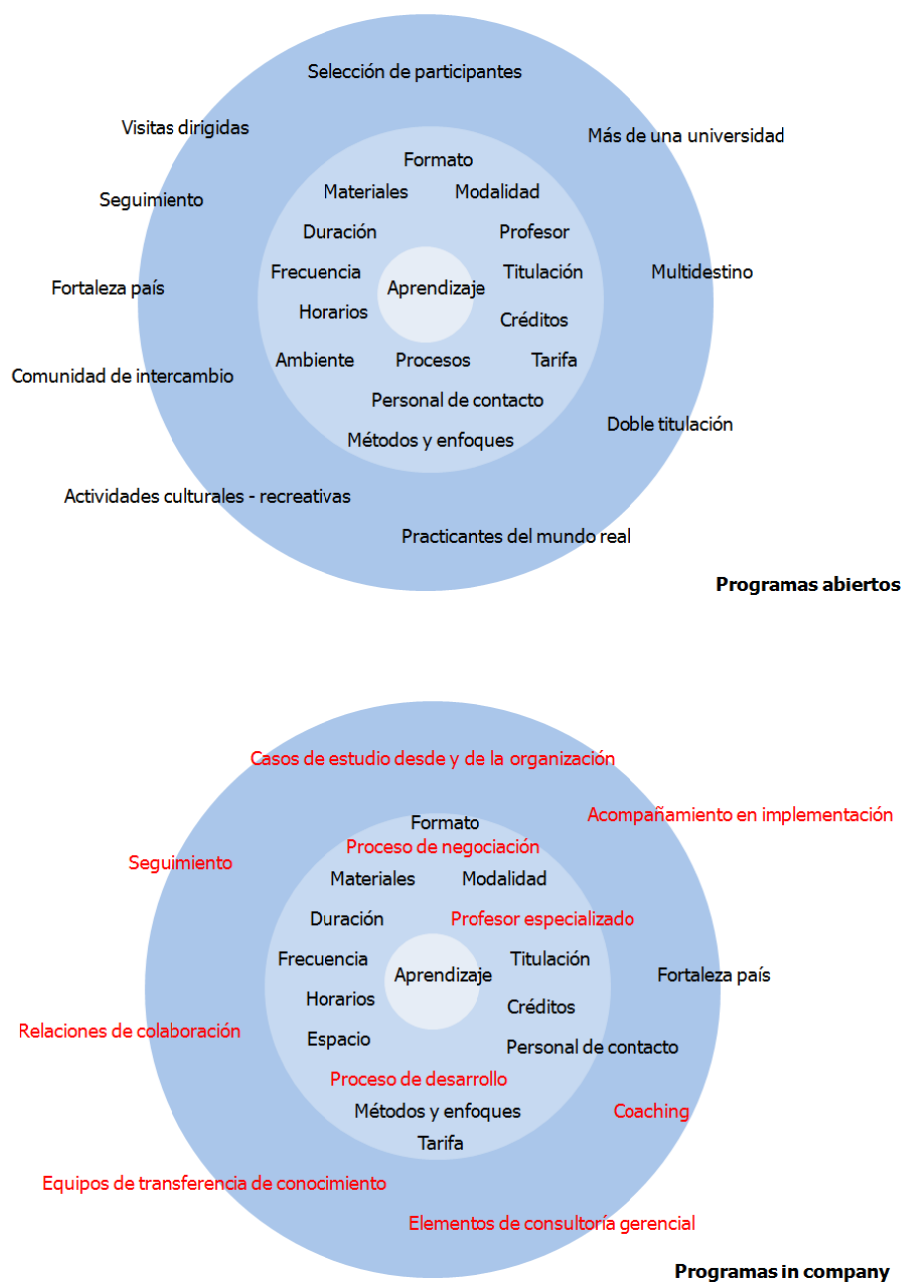 Selección de participantes
Visitas dirigidas
Más de una universidad
Formato
Materiales
Modalidad
Seguimiento
Duración
Profesor
Frecuencia
Titulación
Multidestino
Fortaleza país
Aprendizaje
Horarios
Créditos
Ambiente
Procesos
Tarifa
Comunidad de intercambio
Personal de contacto
Doble titulación
Métodos y enfoques
Actividades culturales - recreativas
Practicantes del mundo real
Programas abiertos
Casos de estudio desde y de la organización
Acompañamiento en implementación
Formato
Proceso de negociación
Seguimiento
Materiales
Modalidad
Duración
Profesor especializado
Frecuencia
Titulación
Aprendizaje
Fortaleza país
Horarios
Créditos
Relaciones de colaboración
Espacio
Personal de contacto
Proceso de desarrollo
Métodos y enfoques
Coaching
Tarifa
Equipos de transferencia de conocimiento
Elementos de consultoría gerencial
Programas in company